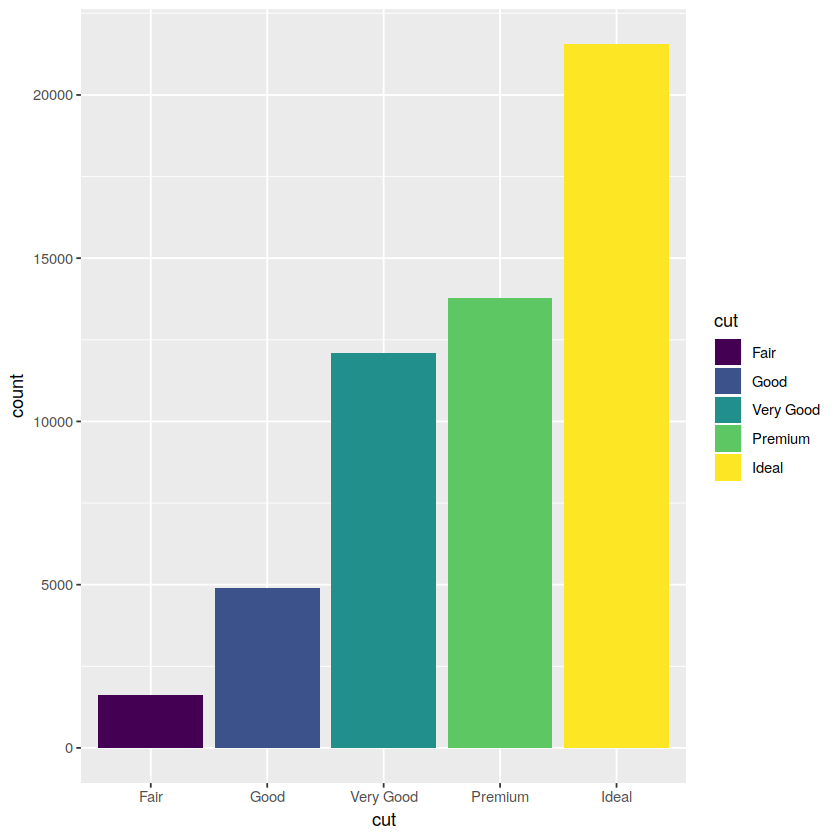 20000
15000
10000
5000
0
count
Fair Good Very Good Premium Ideal
cut
cut
Fair
Good
Very Good
Premium
Ideal